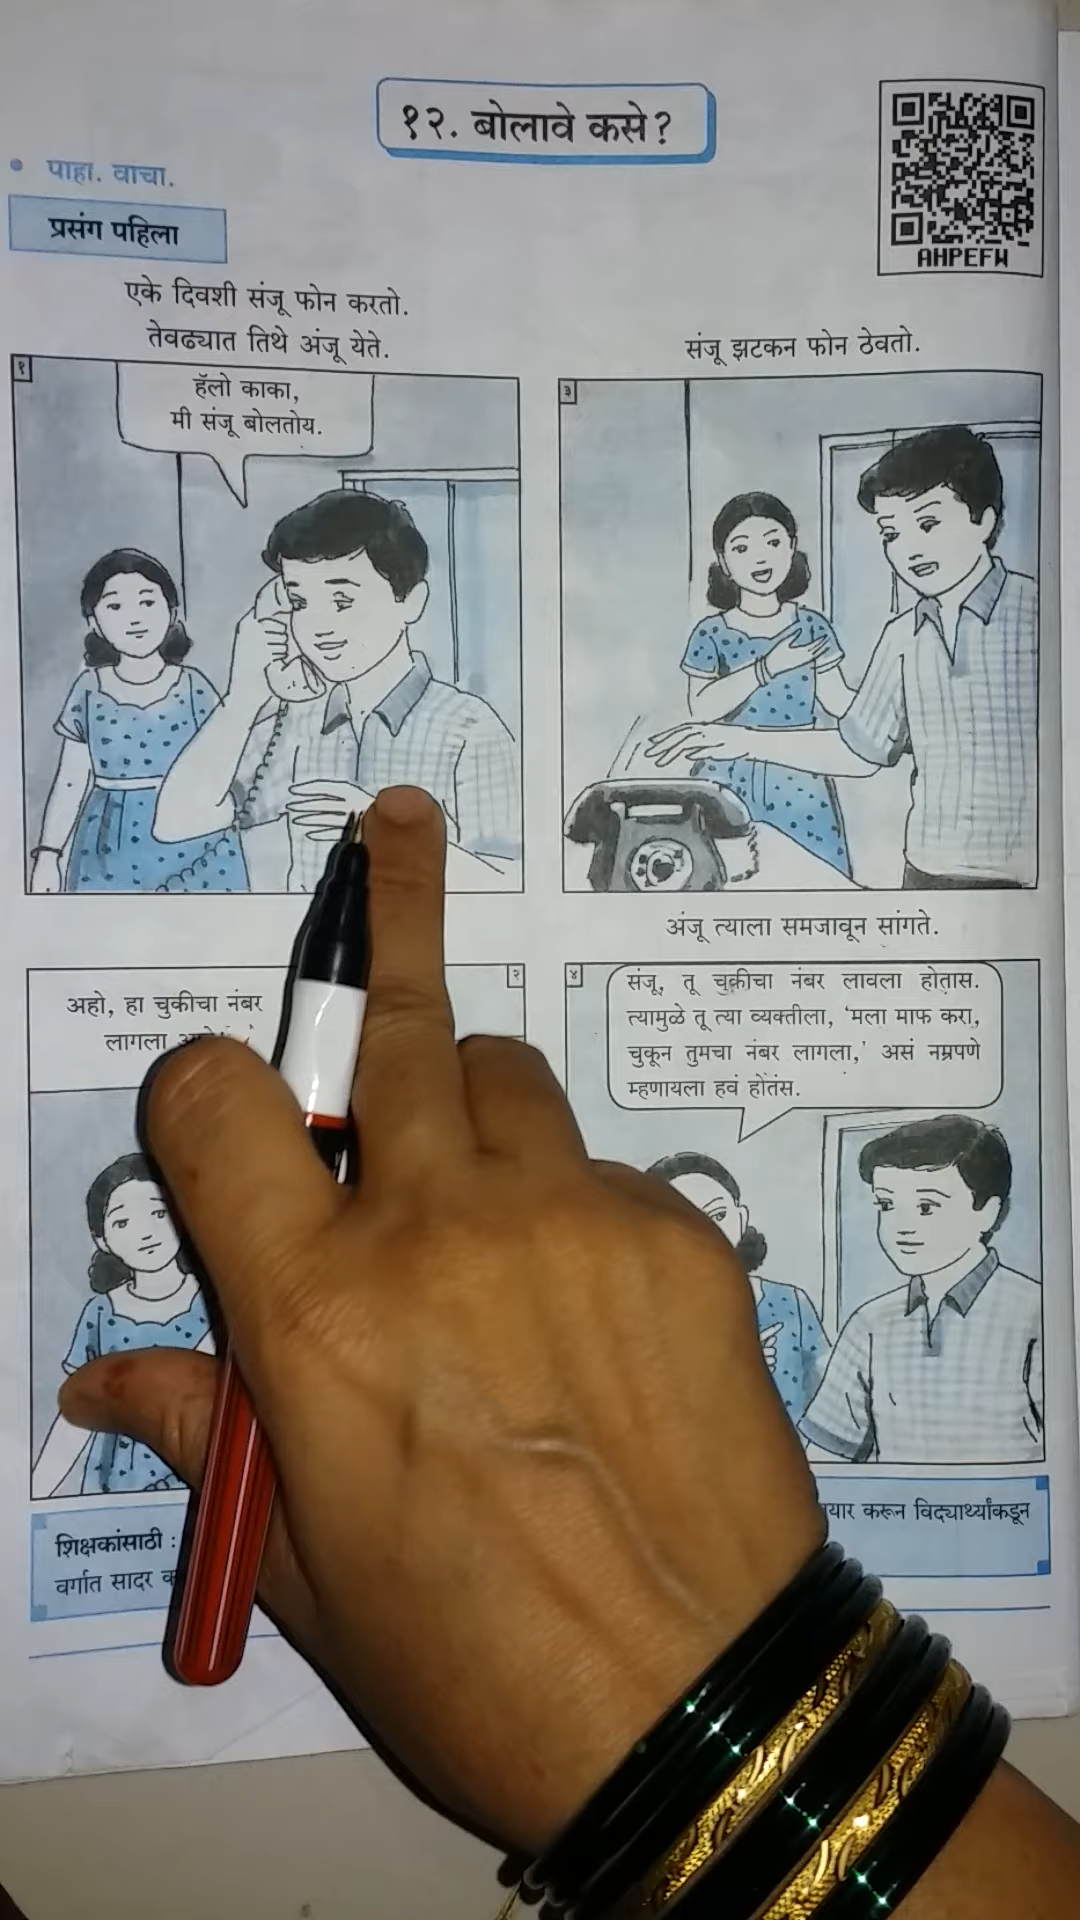 १२. बोलावे कसे?
AHPEFW
• पाहा. वाचा.
प्रसंग पहिला
एके दिवशी संजू फोन करतो.
तेवढ्यात तिथे अंजू येते.
१
हॅलो काका,
मी संजू बोलतोय.
२
अहो, हा चुकीचा नंबर
लागला
संजू झटकन फोन ठेवतो.
३
अंजू त्याला समजावून सांगते.
४
संजू, तू चुकीचा नंबर लावला होतास.
त्यामुळे तू त्या व्यक्तीला, ‘मला माफ करा,
चुकून तुमचा नंबर लागला,’ असं नम्रपणे
म्हणायला हवं होतंस.
शिक्षकांसाठी : करून विद्यार्थ्यांकडून
वर्गात सादर